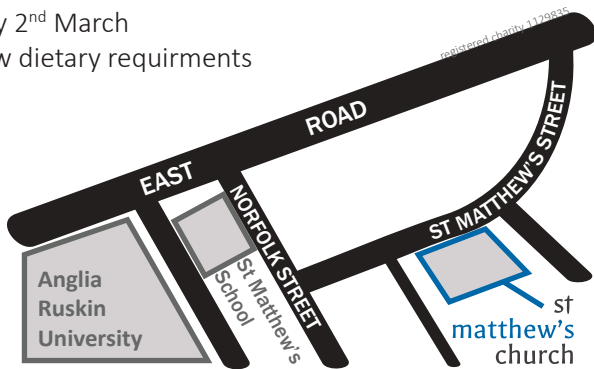 y 2nd March
registered charity 1129835
w dietary requirments
EAST ROAD
NORFOLK STREET
ST MATTHEW'S STREET
St Matthew's
School
Anglia
Ruskin
University
st
matthew's
church